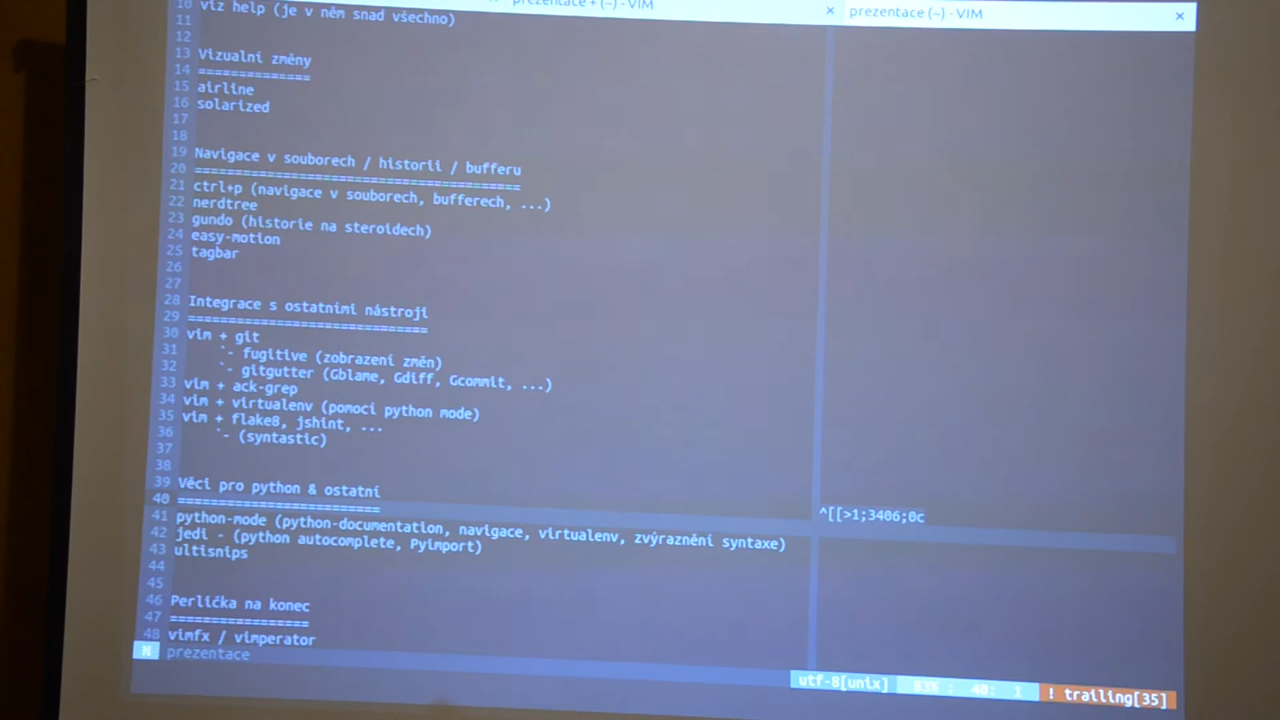 prezentace + (~) - VIM
×
prezentace (~) - VIM
×
10 viz help (je v něm snad všechno)
11
12
13 Vizualní změny
14 ==============
15 airline
16 solarized
17
18
19 Navigace v souborech / historii / bufferu
20 =========================================
21 ctrl+p (navigace v souborech, bufferech, ...)
22 nerdtree
23 gundo (historie na steroidech)
24 easy-motion
25 tagbar
26
27
28 Integrace s ostatními nástroji
29 ==============================
30 vim + git
31 `- fugitive (zobrazení změn)
32 `- gitgutter (Gblame, Gdiff, Gcommit, ...)
33 vim + ack-grep
34 vim + virtualenv (pomocí python mode)
35 vim + flake8, jshint, ...
36 `- (syntastic)
37
38
39 Věci pro python & ostatní
40 =========================
41 python-mode (python-documentation, navigace, virtualenv, zvýraznění syntaxe)
42 jedi - (python autocomplete, Pyimport)
43 ultisnips
44
45
46 Perlička na konec
47 =================
48 vimfx / vimperator
^[[>1;3406;0c
N prezentace
utf-8[unix] 83% : 40: 1 ! trailing[35]